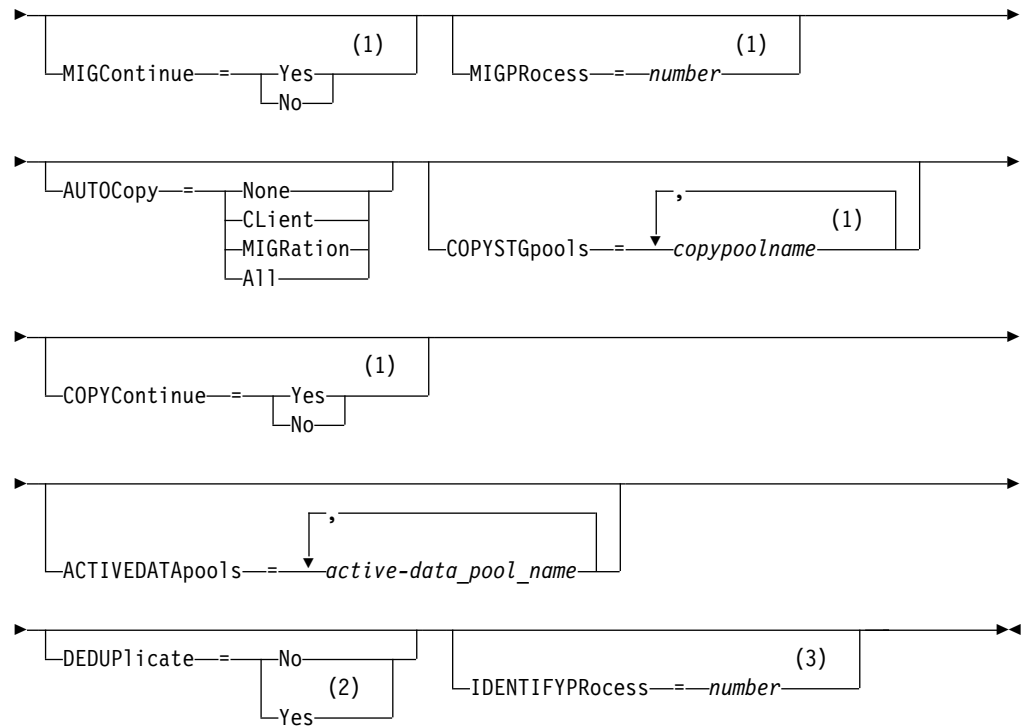 (1) (1)
MIGContinue = Yes MIGPRocess = number
No
AUTOCopy = None ,
CLient (1)
MIGRation COPYSTGpools = copypoolname
All
(1)
COPYContinue = Yes
No
,
ACTIVEDATApools = active-data_pool_name
DEDUPlicate = No (3)
(2) IDENTIFYPRocess = number
Yes